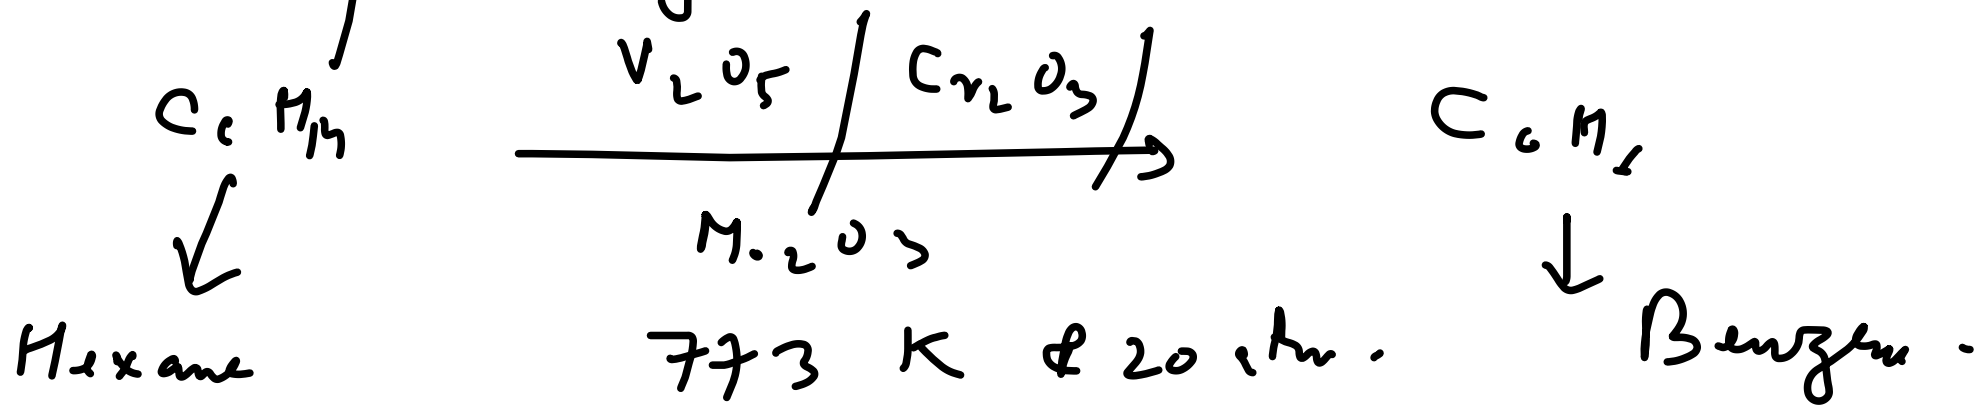 V₂O₅ / Cr₂O₃ /
C₆H₁₄ ⟶ C₆H₆
Mo₂O₃
Hexane 773 K & 20 atm. Benzene.